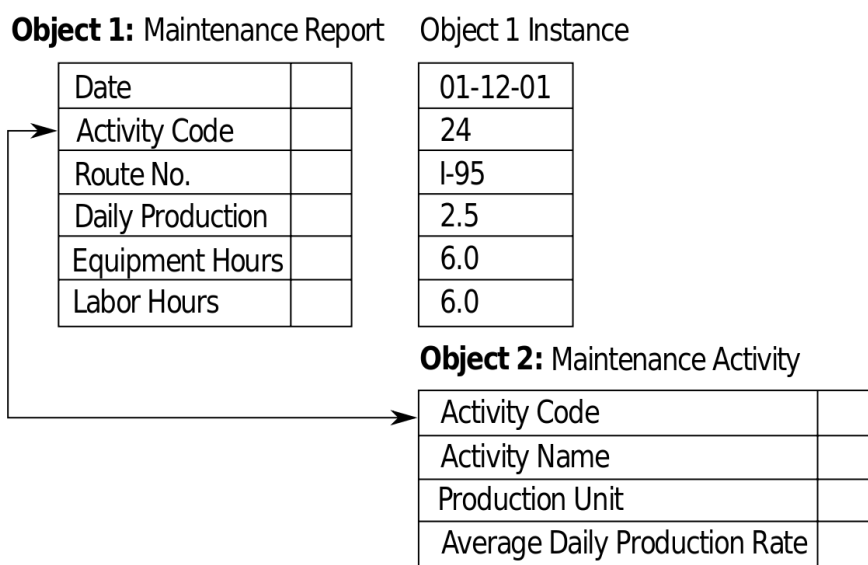 Object 1: Maintenance Report
Object 1 Instance
Date
01-12-01
Activity Code
24
Route No.
I-95
Daily Production
2.5
Equipment Hours
6.0
Labor Hours
6.0
Object 2: Maintenance Activity
Activity Code
Activity Name
Production Unit
Average Daily Production Rate